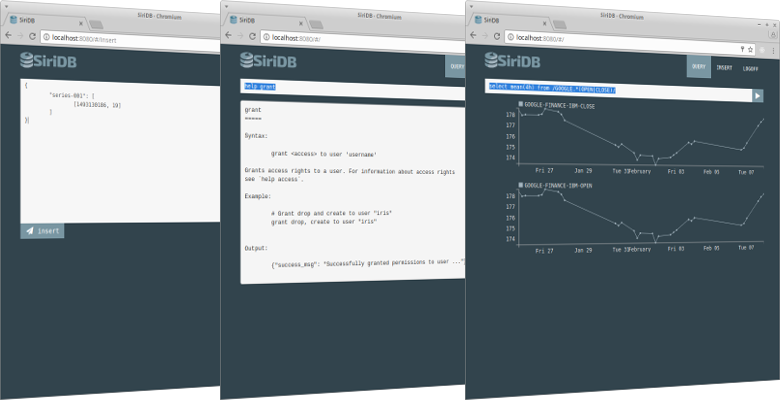 SiriDB - Chromium
SiriDB
localhost:8080/#/insert
SiriDB
{
"series-001": [
[1493130106, 19]
]
}
insert
SiriDB - Chromium
SiriDB
localhost:8080/#/
SiriDB
QUERY
help grant
grant
=====
Syntax:
grant <access> to user 'username'
Grants access rights to a user. For information about access rights
see `help access`.
Example:
# Grant drop and create to user "iris"
grant drop, create to user "iris"
Output:
{"success_msg": "Successfully granted permissions to user ..."
SiriDB - Chromium
SiriDB
localhost:8080/#/
SiriDB
QUERY INSERT LOGOFF
select mean(4h) from /GOOGLE.*(OPEN|CLOSE)/
GOOGLE-FINANCE-IBM-CLOSE
178
177
176
175
174
Fri 27 Jan 29 Tue 31 February Fri 03 Feb 05 Tue 07
GOOGLE-FINANCE-IBM-OPEN
178
177
176
175
174
Fri 27 Jan 29 Tue 31 February Fri 03 Feb 05 Tue 07